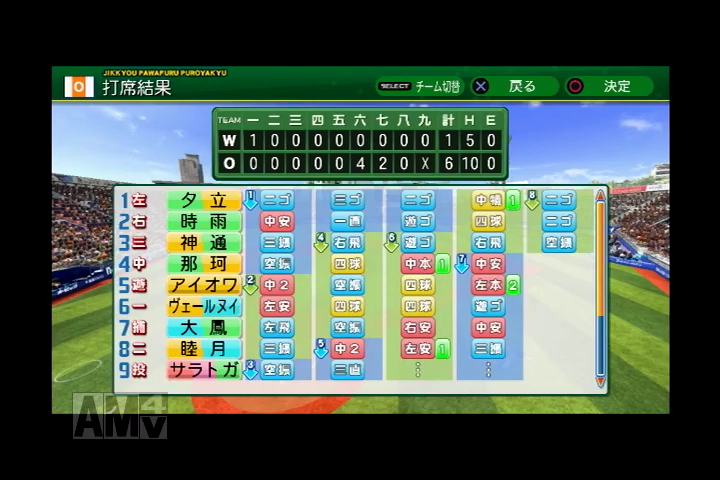 JIKKYOU PAWAFURU PUROYAKYU
O 打席結果 SELECT チーム切替 × 戻る ○ 決定
TEAM 一 二 三 四 五 六 七 八 九 計 H E
W 1 0 0 0 0 0 0 0 0 1 5 0
O 0 0 0 0 0 4 2 0 X 6 10 0
1 左 夕立 1 二ゴ 三ゴ 二ゴ 中犠 1 8 二ゴ
2 右 時雨 中安 一直 遊ゴ 四球 二ゴ
3 三 神通 三振 4 右飛 6 遊ゴ 右飛 空振
4 中 那珂 空振 四球 中本 1 7 中安
5 遊 アイオワ 2 中2 空振 四球 左本 2
6 一 ヴェールヌイ 左安 四球 四球 遊ゴ
7 捕 大鳳 左飛 空振 右安 中安
8 二 睦月 三振 5 中2 左安 1 三振
9 投 サラトガ 3 空振 三直 : :
AMV 4